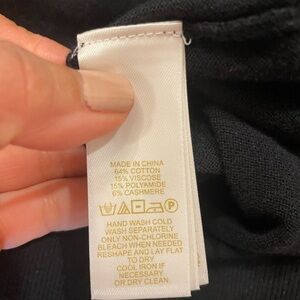 MADE IN CHINA
64% COTTON
15% VISCOSE
15% POLYAMIDE
6% CASHMERE
P
HAND WASH COLD
WASH SEPARATELY
ONLY NON-CHLORINE
BLEACH WHEN NEEDED
RESHAPE AND LAY FLAT
TO DRY
COOL IRON IF
NECESSARY
OR DRY CLEAN